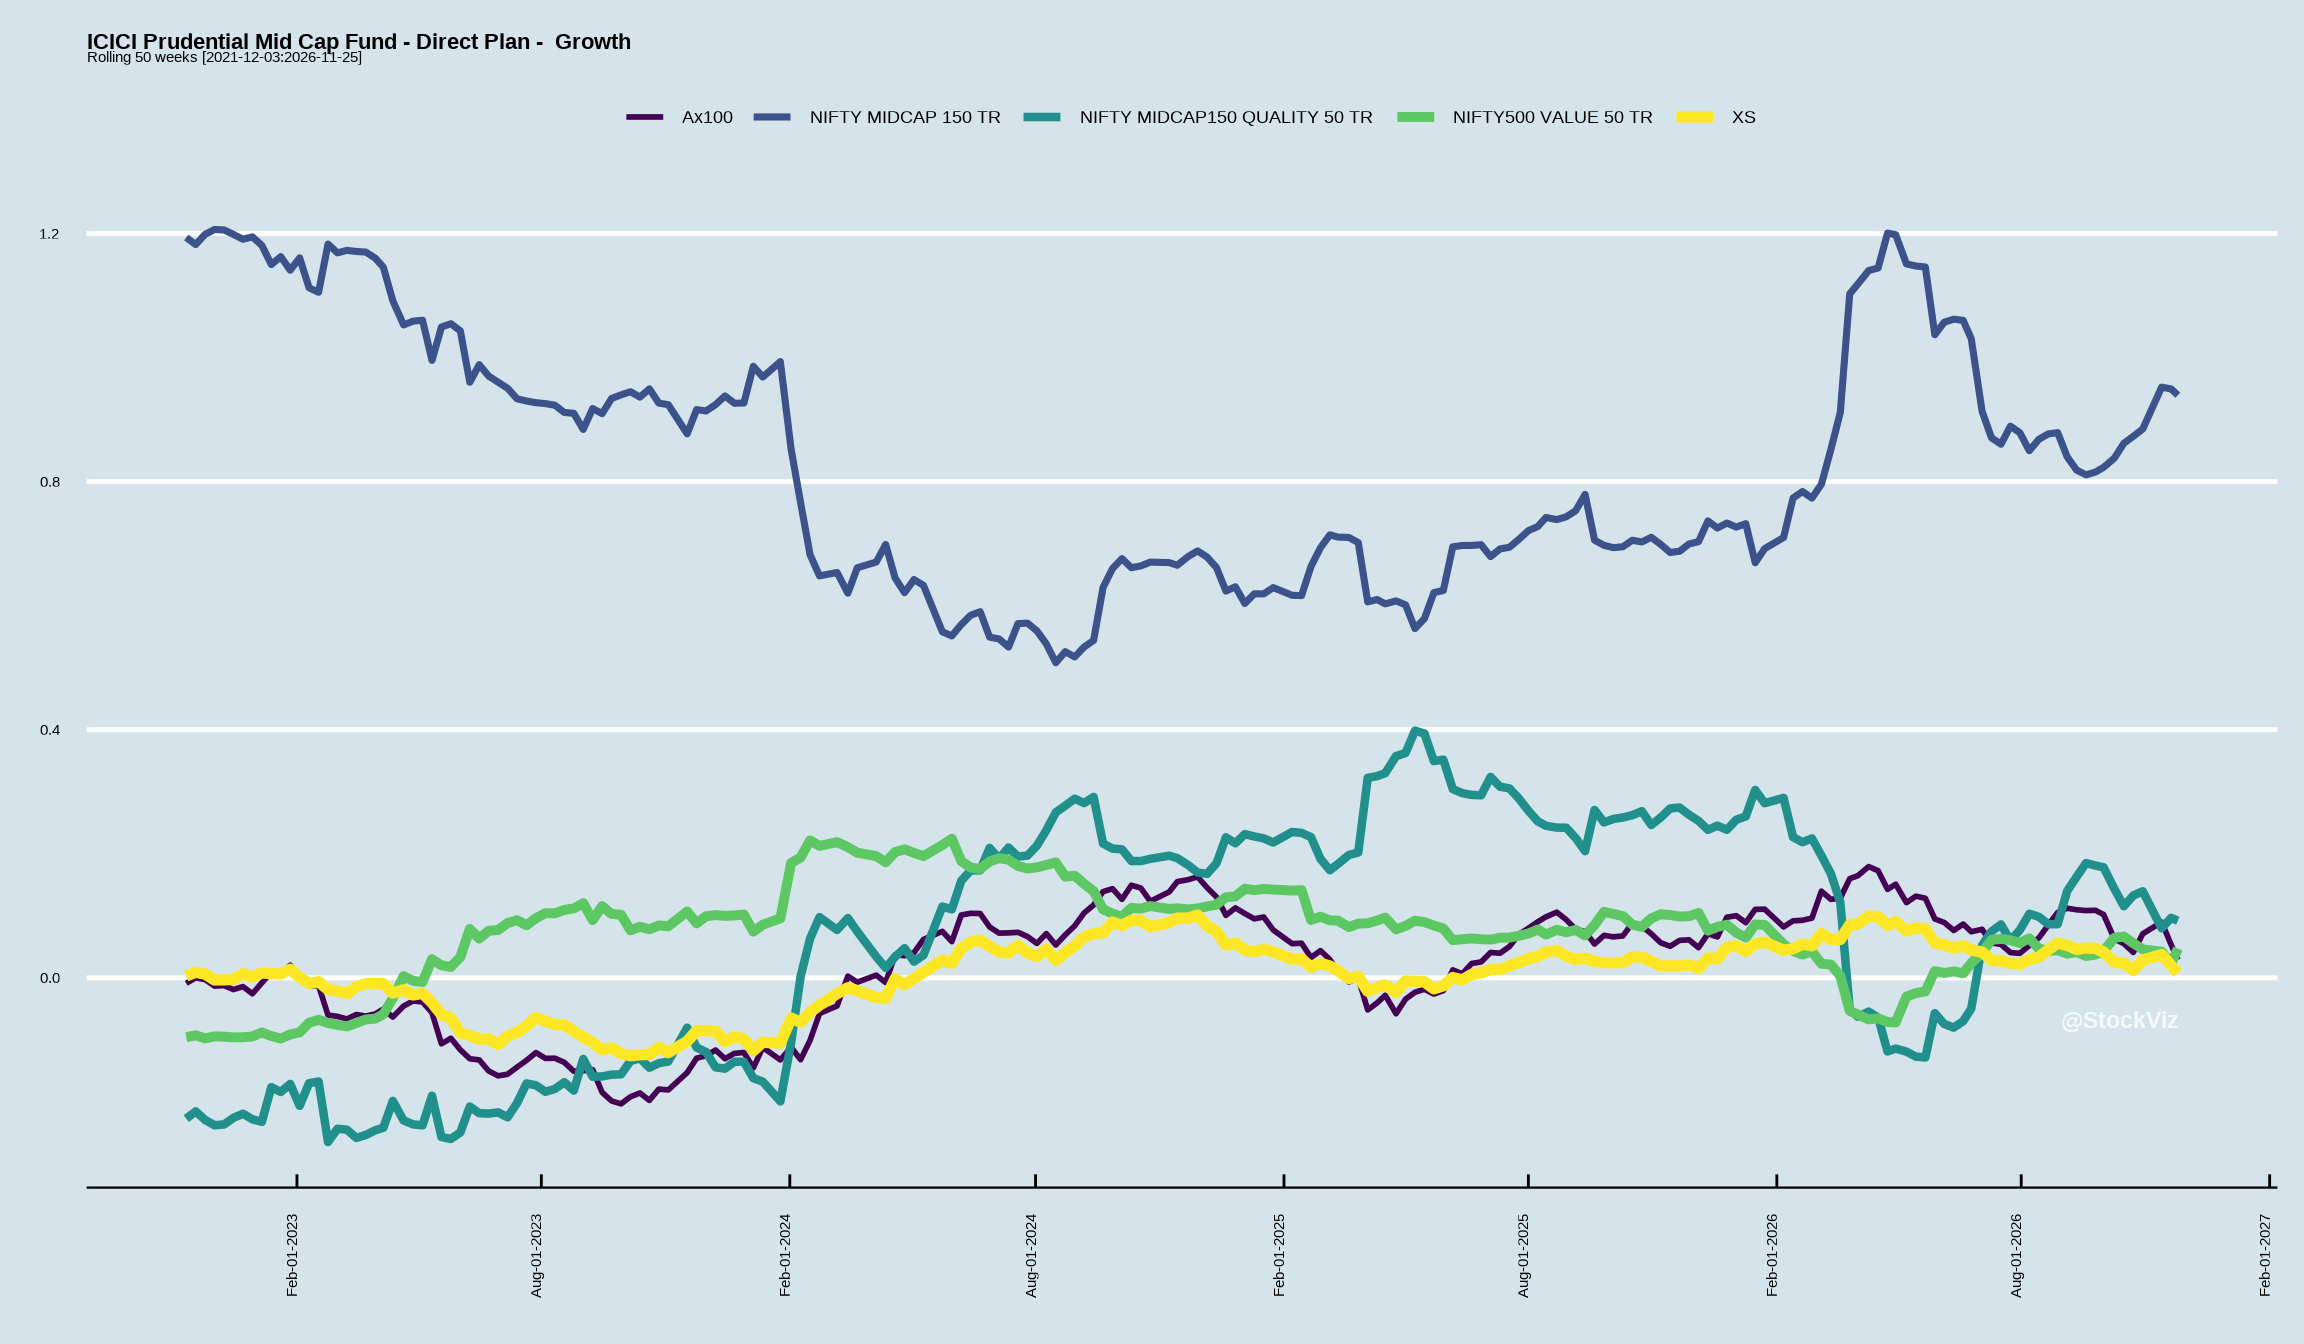 ICICI Prudential Mid Cap Fund - Direct Plan -  Growth
Rolling 50 weeks [2021-12-03:2026-11-25]
Ax100 NIFTY MIDCAP 150 TR NIFTY MIDCAP150 QUALITY 50 TR NIFTY500 VALUE 50 TR XS
1.2
0.8
0.4
0.0
@StockViz
Feb-01-2023 Aug-01-2023 Feb-01-2024 Aug-01-2024 Feb-01-2025 Aug-01-2025 Feb-01-2026 Aug-01-2026 Feb-01-2027